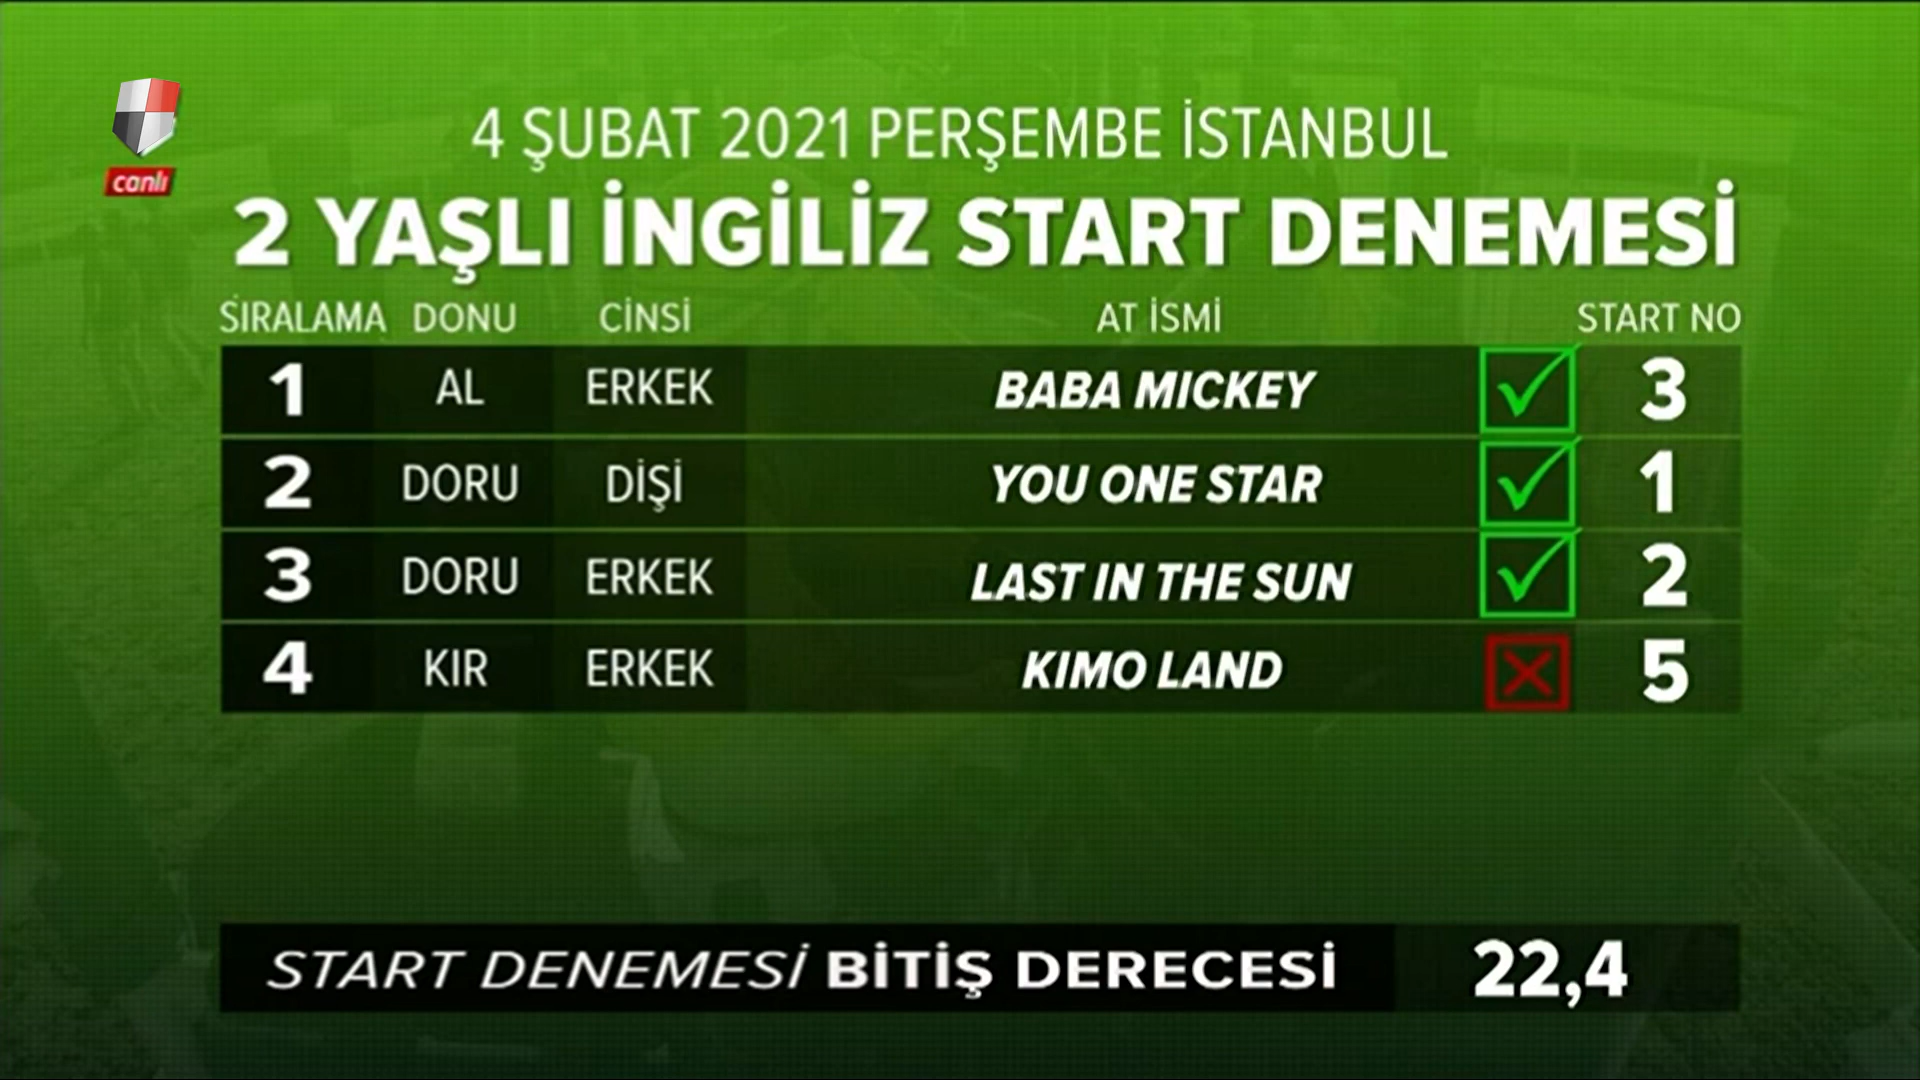 canlı
4 ŞUBAT 2021 PERŞEMBE İSTANBUL
2 YAŞLI İNGİLİZ START DENEMESİ
SIRALAMA DONU CİNSİ AT İSMİ START NO
1 AL ERKEK BABA MICKEY 3
2 DORU DİŞİ YOU ONE STAR 1
3 DORU ERKEK LAST IN THE SUN 2
4 KIR ERKEK KIMO LAND 5
START DENEMESİ BİTİŞ DERECESİ 22,4